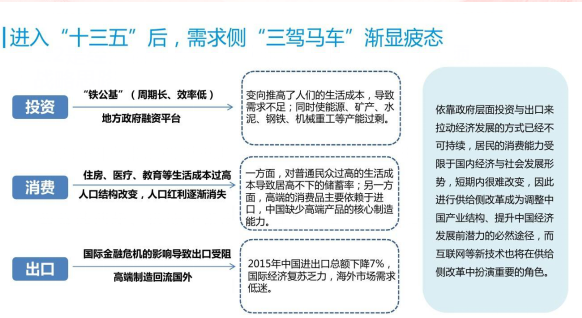 进入“十三五”后，需求侧“三驾马车”渐显疲态
投资
“铁公基”（周期长、效率低）
地方政府融资平台
变向推高了人们的生活成本，导致
需求不足；同时使能源、矿产、水
泥、钢铁、机械重工等产能过剩。
消费
住房、医疗、教育等生活成本过高
人口结构改变，人口红利逐渐消失
一方面，对普通民众过高的生活成
本导致居高不下的储蓄率；另一方
面，高端的消费品主要依赖于进
口，中国缺少高端产品的核心制造
能力。
出口
国际金融危机的影响导致出口受阻
高端制造回流国外
2015年中国进出口总额下降7%，
国际经济复苏乏力，海外市场需求
低迷。
依靠政府层面投资与出口来
拉动经济发展的方式已经不
可持续，居民的消费能力受
限于国内经济与社会发展形
势，短期内很难改变，因此
进行供给侧改革成为调整中
国产业结构、提升中国经济
发展前潜力的必然途径，而
互联网等新技术也将在供给
侧改革中扮演重要的角色。